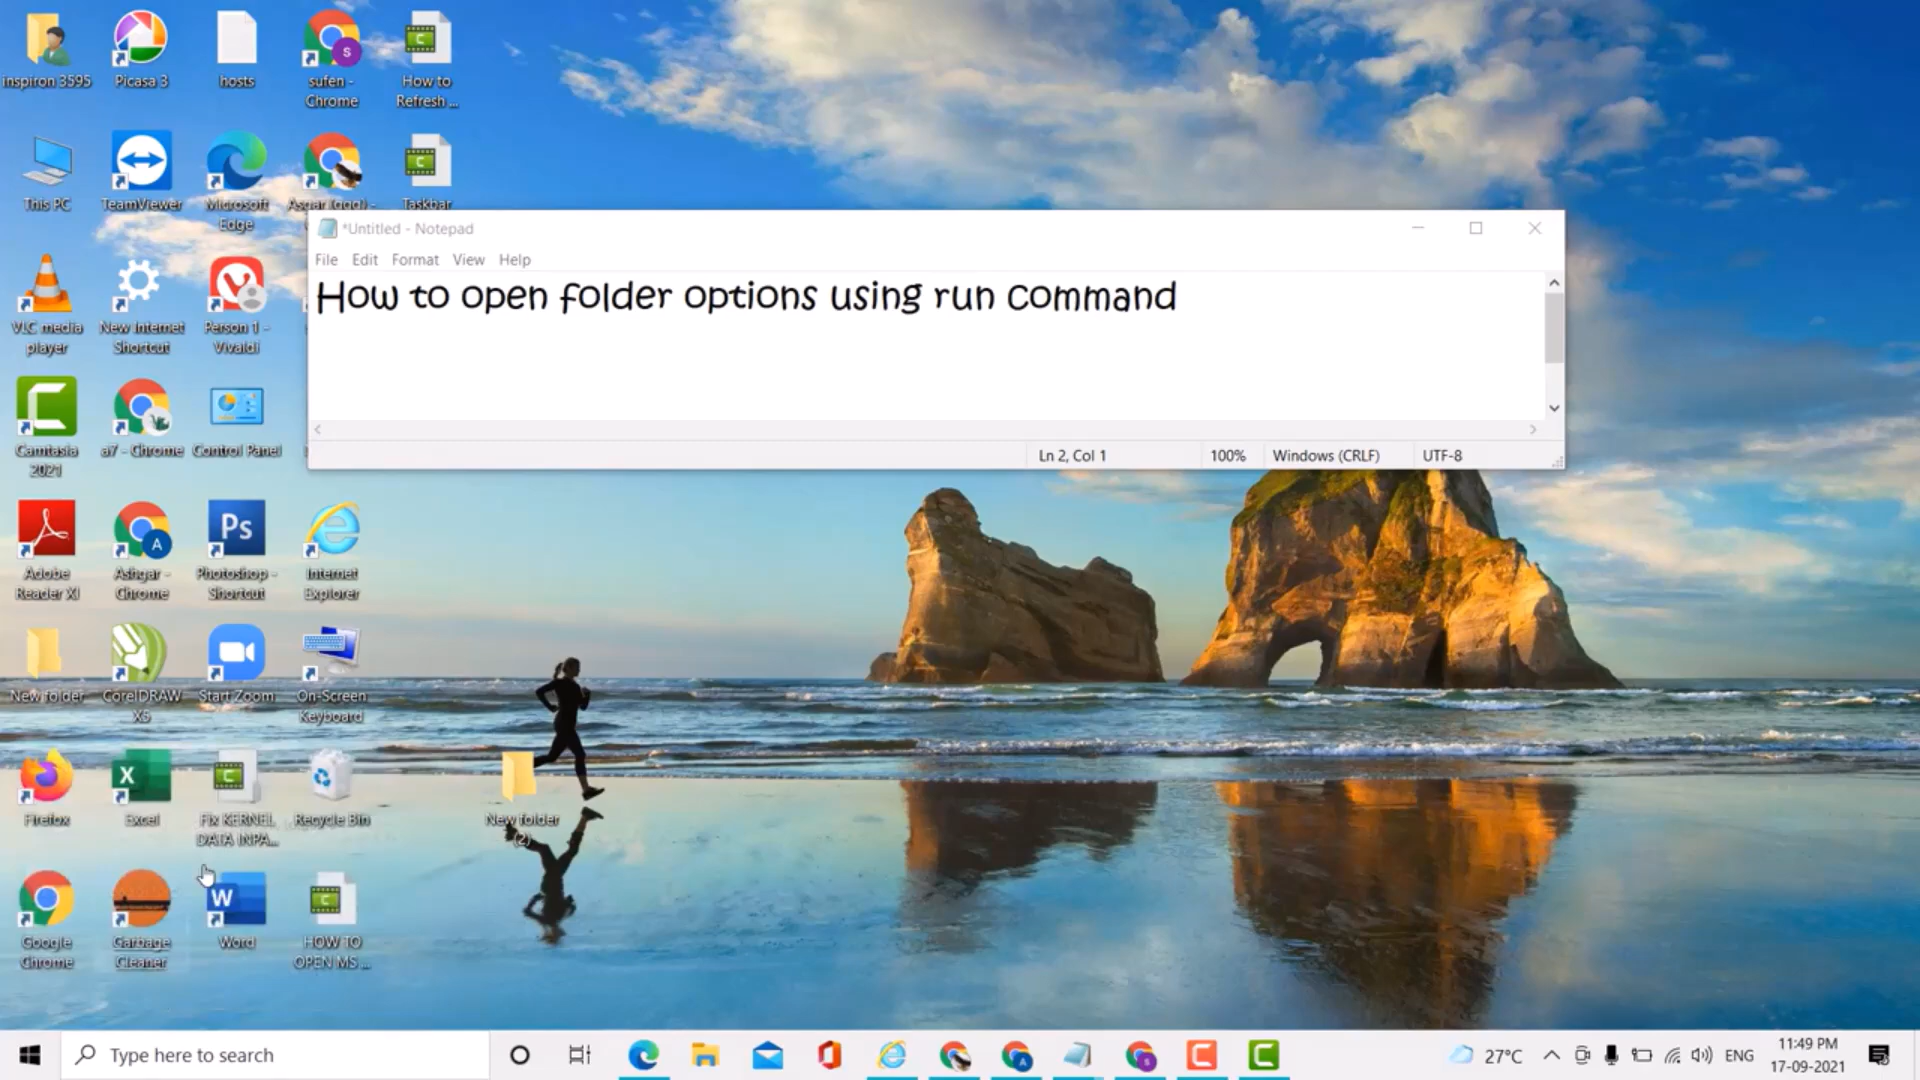 inspiron 3595
Picasa 3
hosts
sufen -
Chrome
How to
Refresh ...
This PC
TeamViewer
Microsoft
Edge
Taskbar
*Untitled - Notepad
File Edit Format View Help
How to open folder options using run command
Ln 2, Col 1
100%
Windows (CRLF)
UTF-8
VLC media
player
New Internet
Shortcut
Person 1 -
Vivaldi
Camtasia
2021
a7 - Chrome
Control Panel
Adobe
Reader XI
Ashgar -
Chrome
Photoshop -
Shortcut
Internet
Explorer
New folder
CorelDRAW
X5
Start Zoom
On-Screen
Keyboard
Firefox
Excel
Fix KERNEL
DATA INPA...
Recycle Bin
New folder
(2)
Google
Chrome
Garbage
Cleaner
Word
HOW TO
OPEN MS ...
Type here to search
27°C
ENG
11:49 PM
17-09-2021